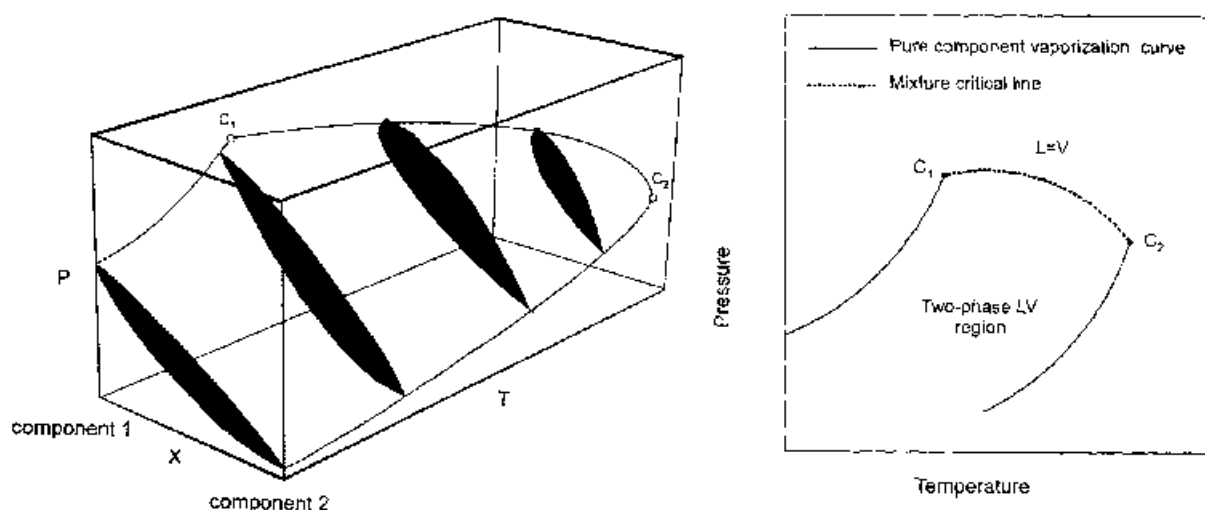 C1
C2
P
T
component 1
X
component 2
Pure component vaporization curve
Mixture critical line
L=V
C1
C2
Two-phase LV
region
Pressure
Temperature